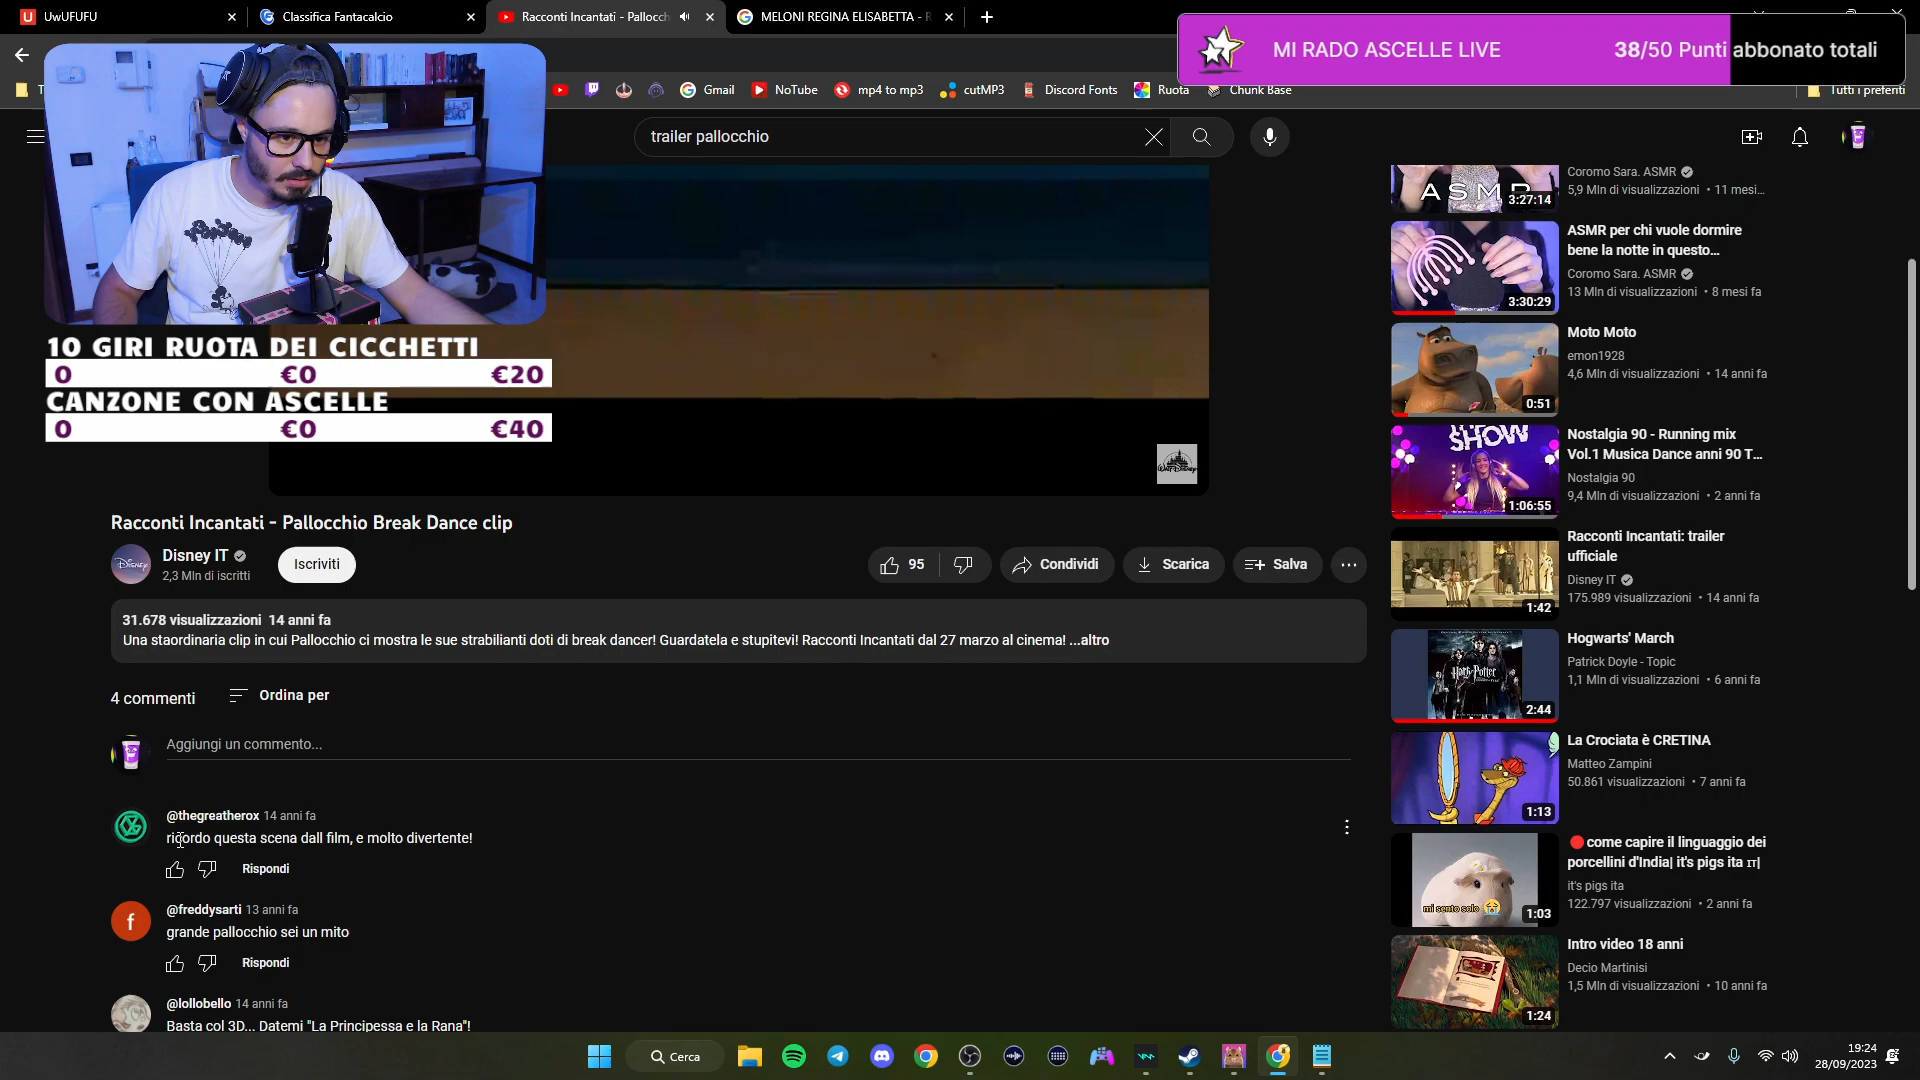 UwUFUFU
Classifica Fantacalcio
Racconti Incantati - Pallocch
MELONI REGINA ELISABETTA - R
MI RADO ASCELLE LIVE
38/50 Punti abbonato totali
Gmail
NoTube
mp4 to mp3
cutMP3
Discord Fonts
Ruota
Chunk Base
Tutti i preferiti
trailer pallocchio
10 GIRI RUOTA DEI CICCHETTI
0 €0 €20
CANZONE CON ASCELLE
0 €0 €40
WALT DISNEY
Racconti Incantati - Pallocchio Break Dance clip
Disney
Disney IT
2,3 Mln di iscritti
Iscriviti
95
Condividi
Scarica
Salva
31.678 visualizzazioni 14 anni fa
Una staordinaria clip in cui Pallocchio ci mostra le sue strabilianti doti di break dancer! Guardatela e stupitevi! Racconti Incantati dal 27 marzo al cinema! ...altro
4 commenti
Ordina per
Aggiungi un commento...
@thegreatherox 14 anni fa
ricordo questa scena dall film, e molto divertente!
Rispondi
f
@freddysarti 13 anni fa
grande pallocchio sei un mito
Rispondi
@lollobello 14 anni fa
Basta col 3D... Datemi "La Principessa e la Rana"!
ASMR
3:27:14
Coromo Sara. ASMR
5,9 Mln di visualizzazioni • 11 mesi...
3:30:29
ASMR per chi vuole dormire
bene la notte in questo...
Coromo Sara. ASMR
13 Mln di visualizzazioni • 8 mesi fa
0:51
Moto Moto
emon1928
4,6 Mln di visualizzazioni • 14 anni fa
SHOW
1:06:55
Nostalgia 90 - Running mix
Vol.1 Musica Dance anni 90 T...
Nostalgia 90
9,4 Mln di visualizzazioni • 2 anni fa
1:42
Racconti Incantati: trailer
ufficiale
Disney IT
175.989 visualizzazioni • 14 anni fa
Harry Potter
2:44
Hogwarts' March
Patrick Doyle - Topic
1,1 Mln di visualizzazioni • 6 anni fa
1:13
La Crociata è CRETINA
Matteo Zampini
50.861 visualizzazioni • 7 anni fa
mi sento solo
1:03
come capire il linguaggio dei
porcellini d'India| it's pigs ita
it's pigs ita
122.797 visualizzazioni • 2 anni fa
1:24
Intro video 18 anni
Decio Martinisi
1,5 Mln di visualizzazioni • 10 anni fa
Cerca
19:24
28/09/2023